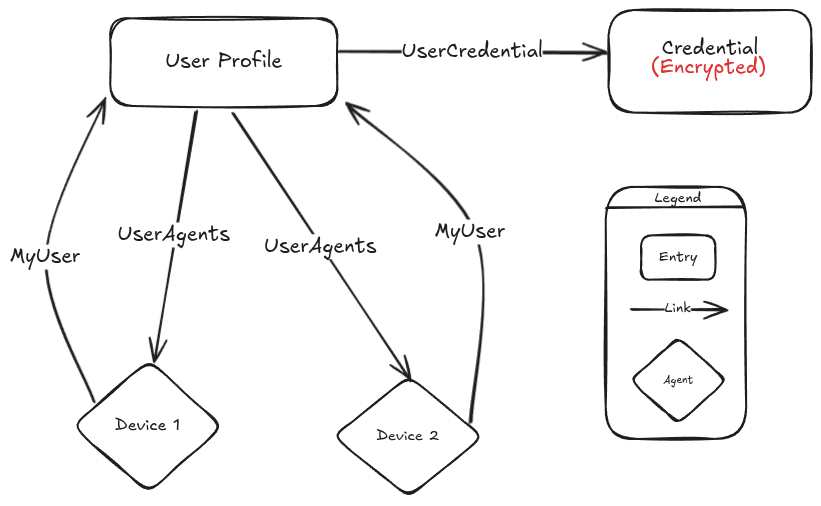 User Profile
UserCredential
Credential
(Encrypted)
Legend
MyUser
UserAgents
UserAgents
MyUser
Entry
Link
Agent
Device 1
Device 2